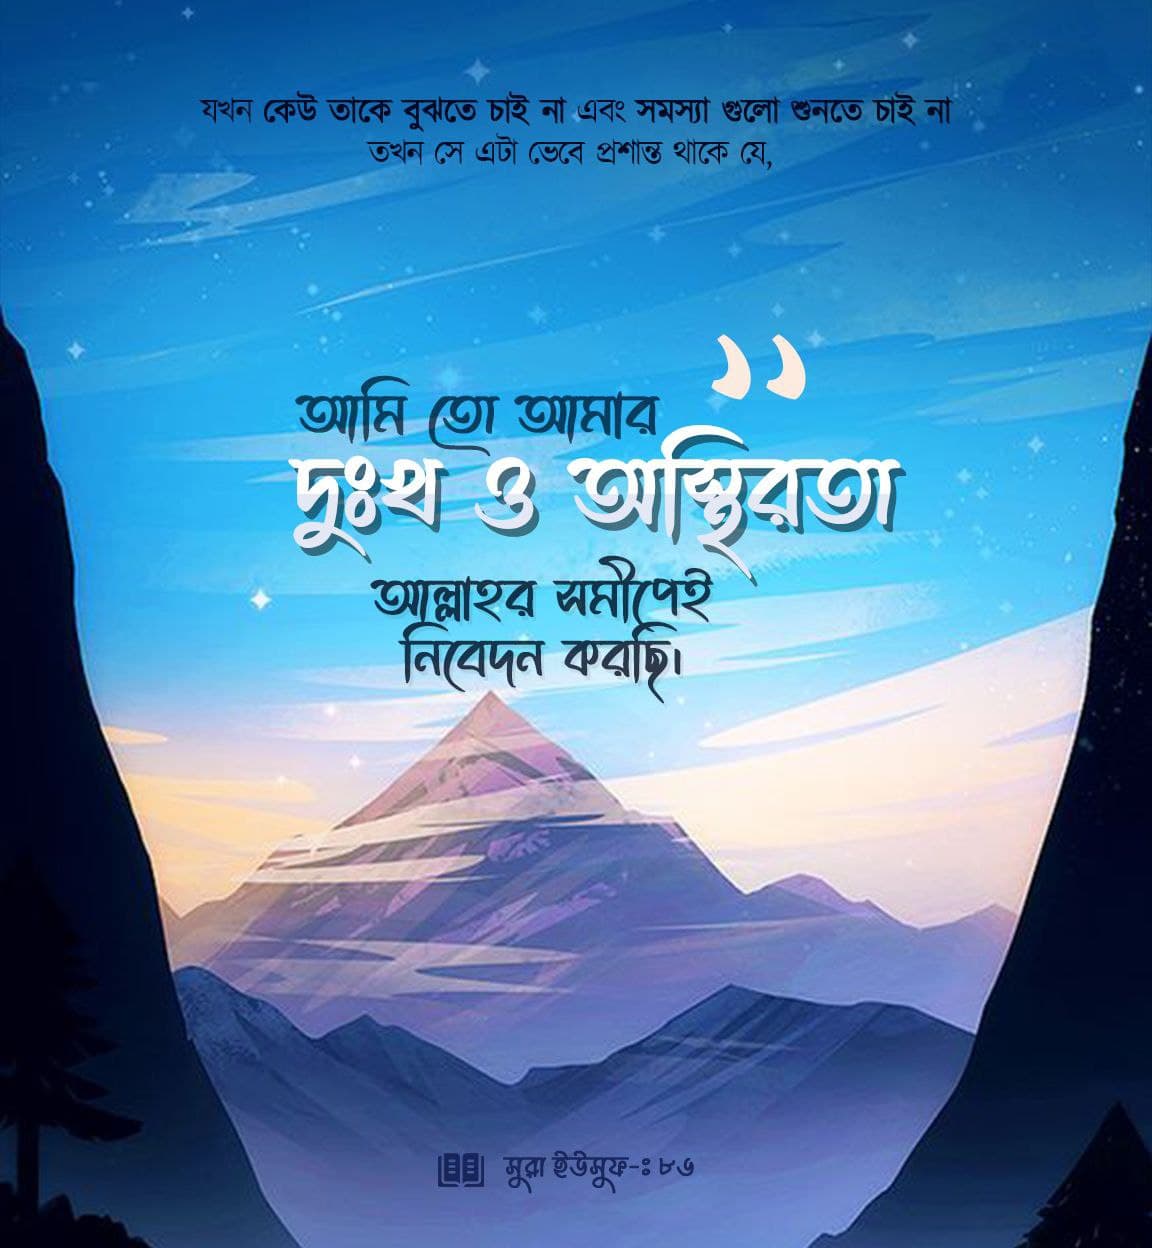 যখন কেউ তাকে বুঝতে চাই না এবং সমস্যা গুলো শুনতে চাই না
তখন সে এটা ভেবে প্রশান্ত থাকে যে,
”
আমি তো আমার
দুঃখ ও অস্থিরতা
আল্লাহর সমীপেই
নিবেদন করছি।
সুরা ইউসুফ-ঃ ৮৬